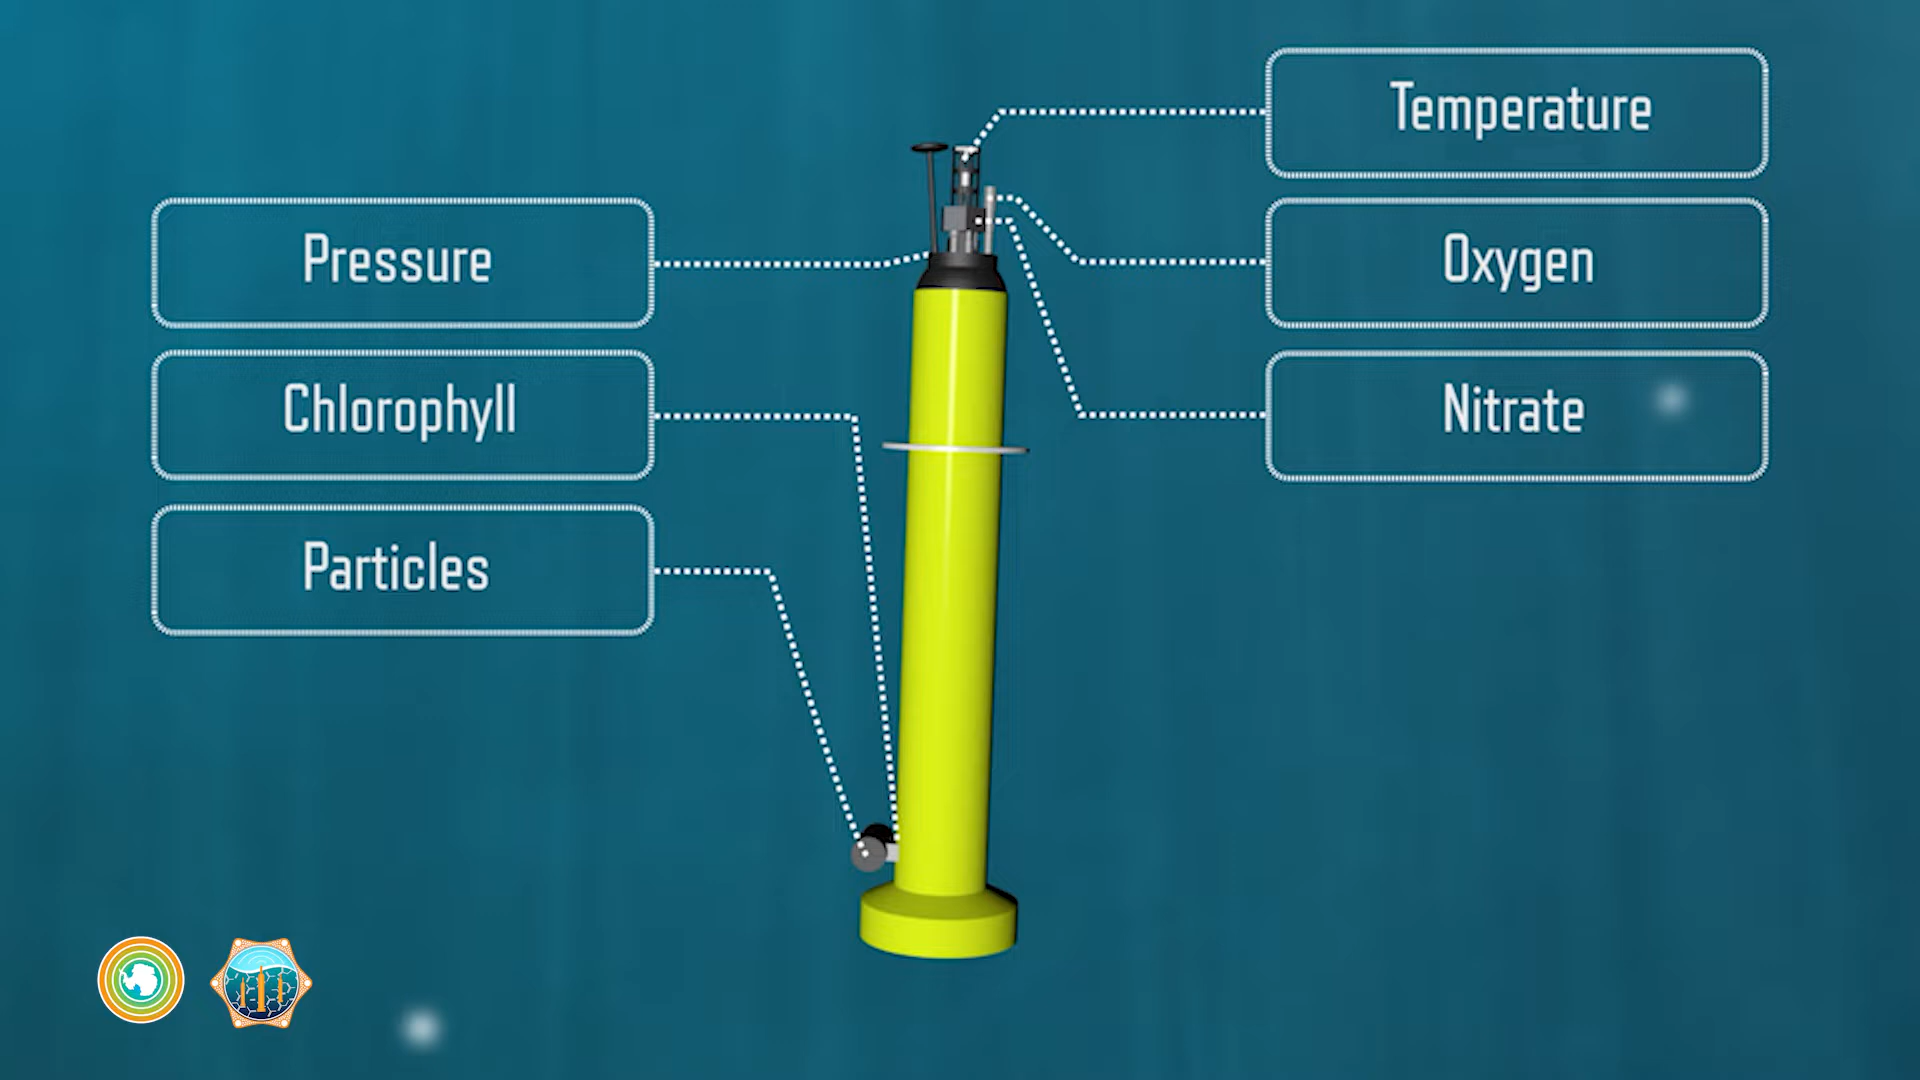 Temperature
Pressure
Oxygen
Chlorophyll
Nitrate
Particles